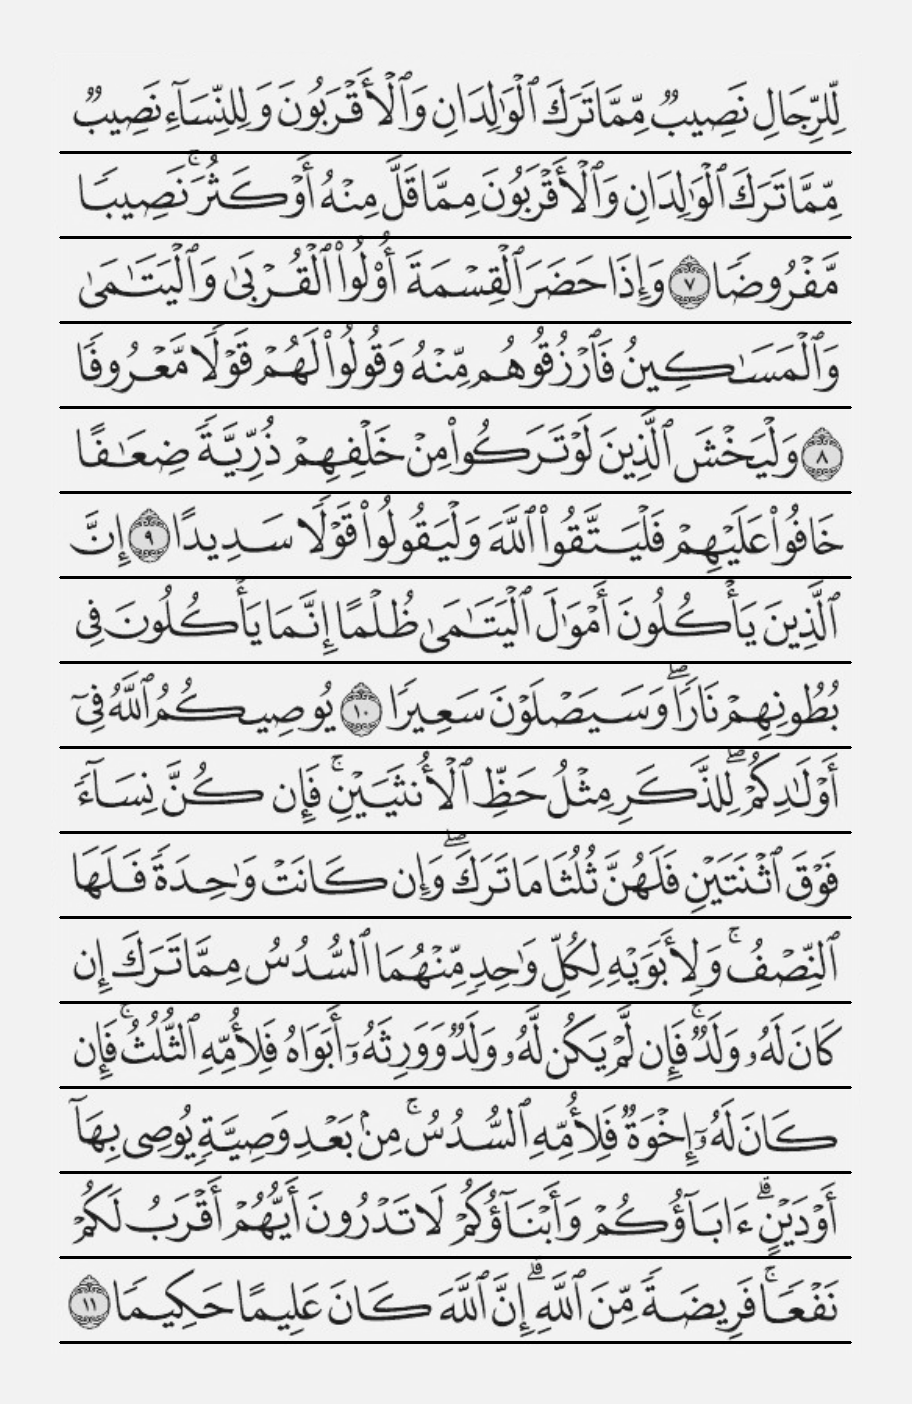 لِّلرِّجَالِ نَصِيبٌ مِّمَّا تَرَكَ ٱلۡوَٰلِدَانِ وَٱلۡأَقۡرَبُونَ وَلِلنِّسَآءِ نَصِيبٌ
مِّمَّا تَرَكَ ٱلۡوَٰلِدَانِ وَٱلۡأَقۡرَبُونَ مِمَّا قَلَّ مِنۡهُ أَوۡ كَثُرَۚ نَصِيبًا
مَّفۡرُوضًا ٧ وَإِذَا حَضَرَ ٱلۡقِسۡمَةَ أُوْلُواْ ٱلۡقُرۡبَىٰ وَٱلۡيَتَٰمَىٰ
وَٱلۡمَسَٰكِينُ فَٱرۡزُقُوهُم مِّنۡهُ وَقُولُواْ لَهُمۡ قَوۡلًا مَّعۡرُوفًا
٨ وَلۡيَخۡشَ ٱلَّذِينَ لَوۡ تَرَكُواْ مِنۡ خَلۡفِهِمۡ ذُرِّيَّةً ضِعَٰفًا
خَافُواْ عَلَيۡهِمۡ فَلۡيَتَّقُواْ ٱللَّهَ وَلۡيَقُولُواْ قَوۡلًا سَدِيدًا ٩ إِنَّ
ٱلَّذِينَ يَأۡكُلُونَ أَمۡوَٰلَ ٱلۡيَتَٰمَىٰ ظُلۡمًا إِنَّمَا يَأۡكُلُونَ فِي
بُطُونِهِمۡ نَارًاۖ وَسَيَصۡلَوۡنَ سَعِيرًا ١٠ يُوصِيكُمُ ٱللَّهُ فِيٓ
أَوۡلَٰدِكُمۡۖ لِلذَّكَرِ مِثۡلُ حَظِّ ٱلۡأُنثَيَيۡنِۚ فَإِن كُنَّ نِسَآءً
فَوۡقَ ٱثۡنَتَيۡنِ فَلَهُنَّ ثُلُثَا مَا تَرَكَۖ وَإِن كَانَتۡ وَٰحِدَةً فَلَهَا
ٱلنِّصۡفُۚ وَلِأَبَوَيۡهِ لِكُلِّ وَٰحِدٍ مِّنۡهُمَا ٱلسُّدُسُ مِمَّا تَرَكَ إِن
كَانَ لَهُۥ وَلَدٌۚ فَإِن لَّمۡ يَكُن لَّهُۥ وَلَدٌ وَوَرِثَهُۥٓ أَبَوَاهُ فَلِأُمِّهِ ٱلثُّلُثُۚ فَإِن
كَانَ لَهُۥٓ إِخۡوَةٌ فَلِأُمِّهِ ٱلسُّدُسُۚ مِنۢ بَعۡدِ وَصِيَّةٍ يُوصِي بِهَآ
أَوۡ دَيۡنٍۗ ءَابَآؤُكُمۡ وَأَبۡنَآؤُكُمۡ لَا تَدۡرُونَ أَيُّهُمۡ أَقۡرَبُ لَكُمۡ
نَفۡعًاۚ فَرِيضَةً مِّنَ ٱللَّهِۗ إِنَّ ٱللَّهَ كَانَ عَلِيمًا حَكِيمًا ١١